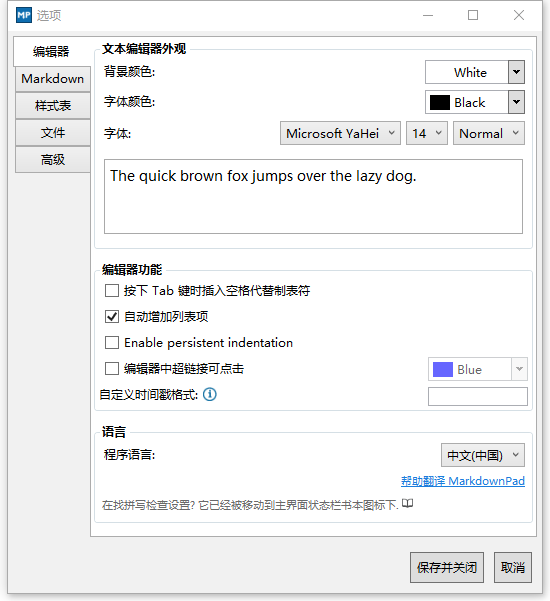 MP 选项
编辑器
Markdown
样式表
文件
高级
文本编辑器外观
背景颜色: White
字体颜色: Black
字体: Microsoft YaHei 14 Normal
The quick brown fox jumps over the lazy dog.
编辑器功能
按下 Tab 键时插入空格代替制表符
自动增加列表项
Enable persistent indentation
编辑器中超链接可点击 Blue
自定义时间戳格式:
语言
程序语言: 中文(中国)
帮助翻译 MarkdownPad
在找拼写检查设置? 它已经被移动到主界面状态栏书本图标下.
保存并关闭 取消